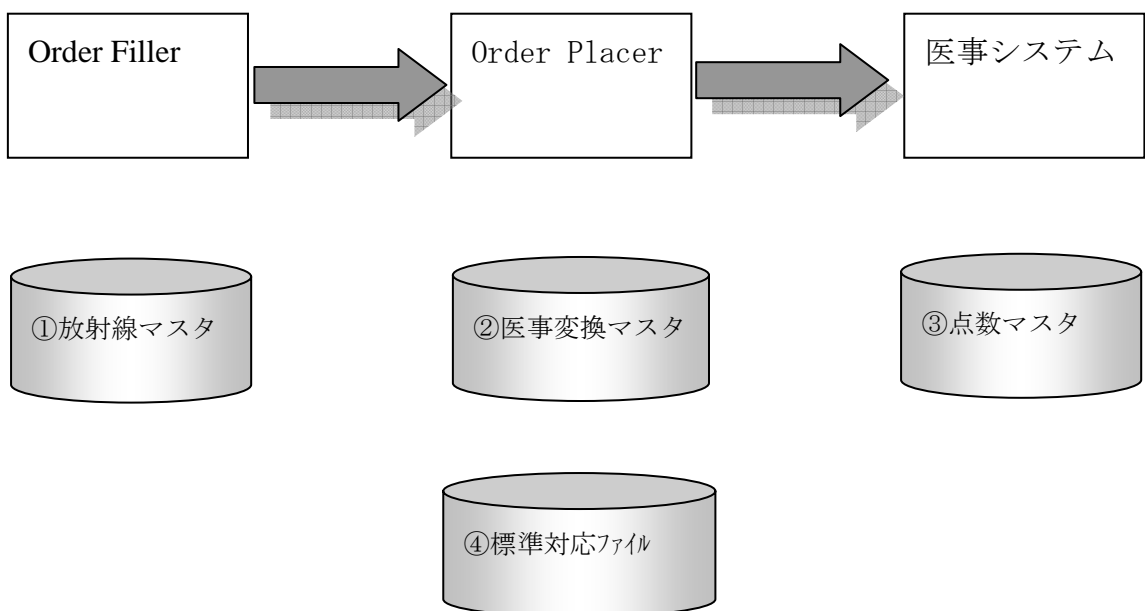 Order Filler
Order Placer
医事システム
①放射線マスタ
②医事変換マスタ
③点数マスタ
④標準対応ﾌｧｲﾙ